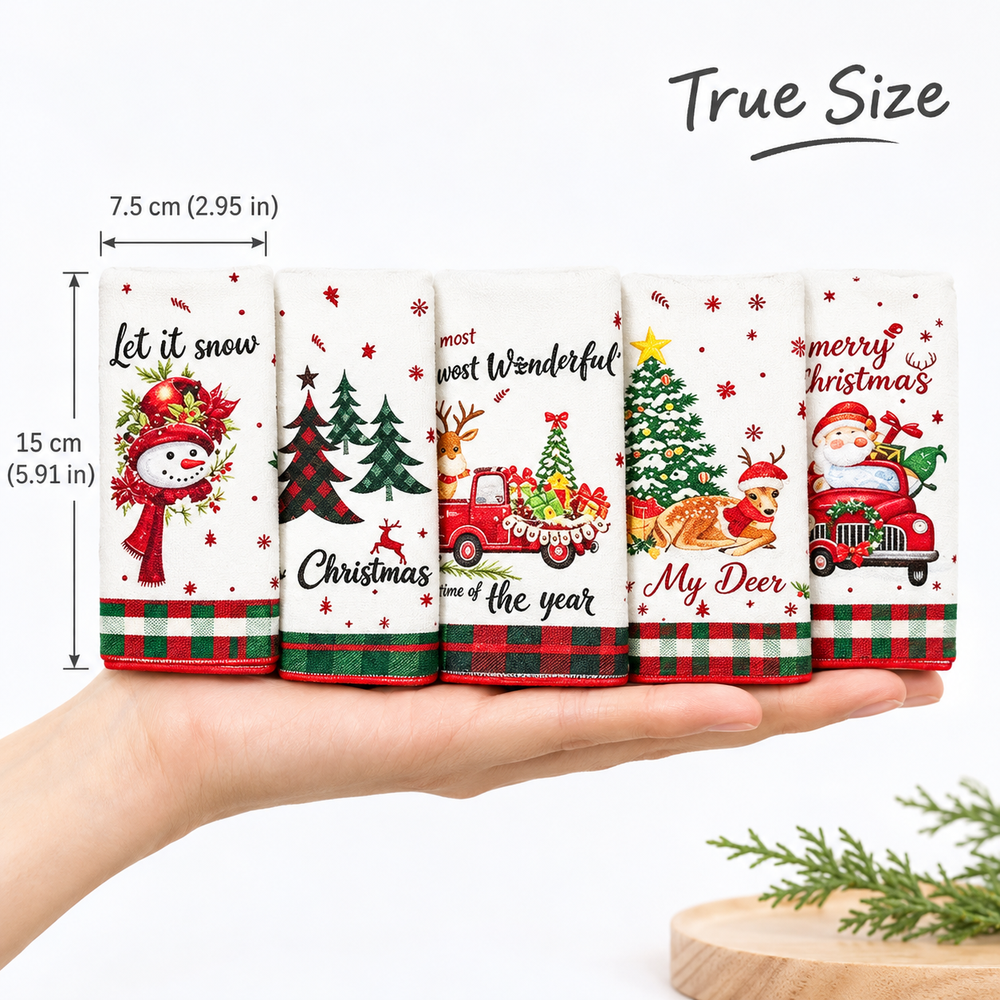 True Size
7.5 cm (2.95 in)
15 cm
(5.91 in)
Let it snow
Christmas
most
Wonderful
time of the year
My Deer
merry
Christmas